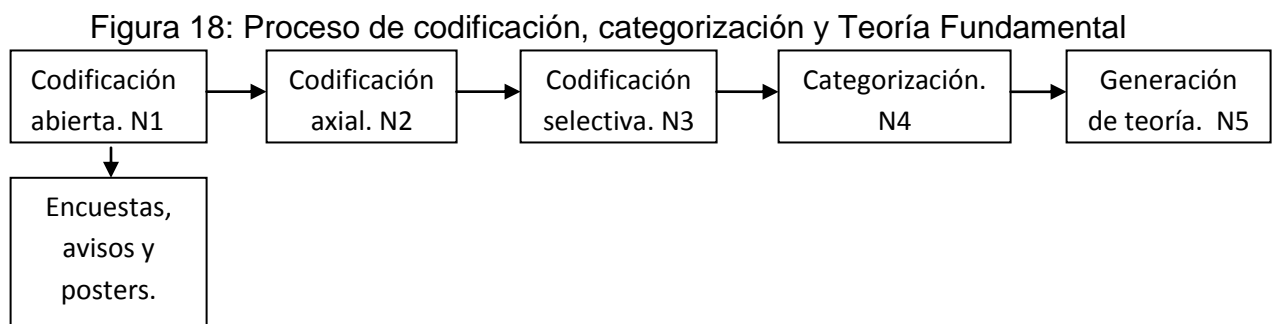 Figura 18: Proceso de codificación, categorización y Teoría Fundamental
Codificación
abierta. N1
Codificación
axial. N2
Codificación
selectiva. N3
Categorización.
N4
Generación
de teoría. N5
Encuestas,
avisos y
posters.